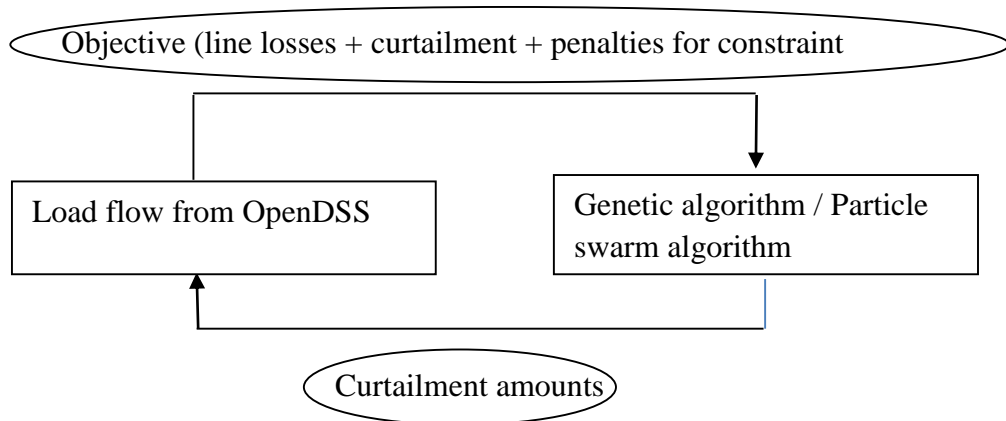 Objective (line losses + curtailment + penalties for constraint
Load flow from OpenDSS
Genetic algorithm / Particle
swarm algorithm
Curtailment amounts